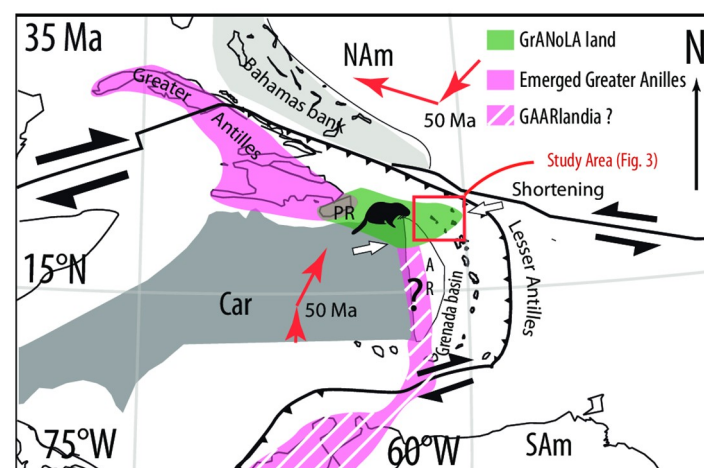 35 Ma
NAm
GrANoLA land
N
Emerged Greater Anilles
GAARlandia ?
50 Ma
Bahamas bank
?
Greater
Antilles
Study Area (Fig. 3)
Shortening
PR
Lesser Antilles
15°N
A
R
?
Grenada basin
Car
50 Ma
75°W
60°W
SAm